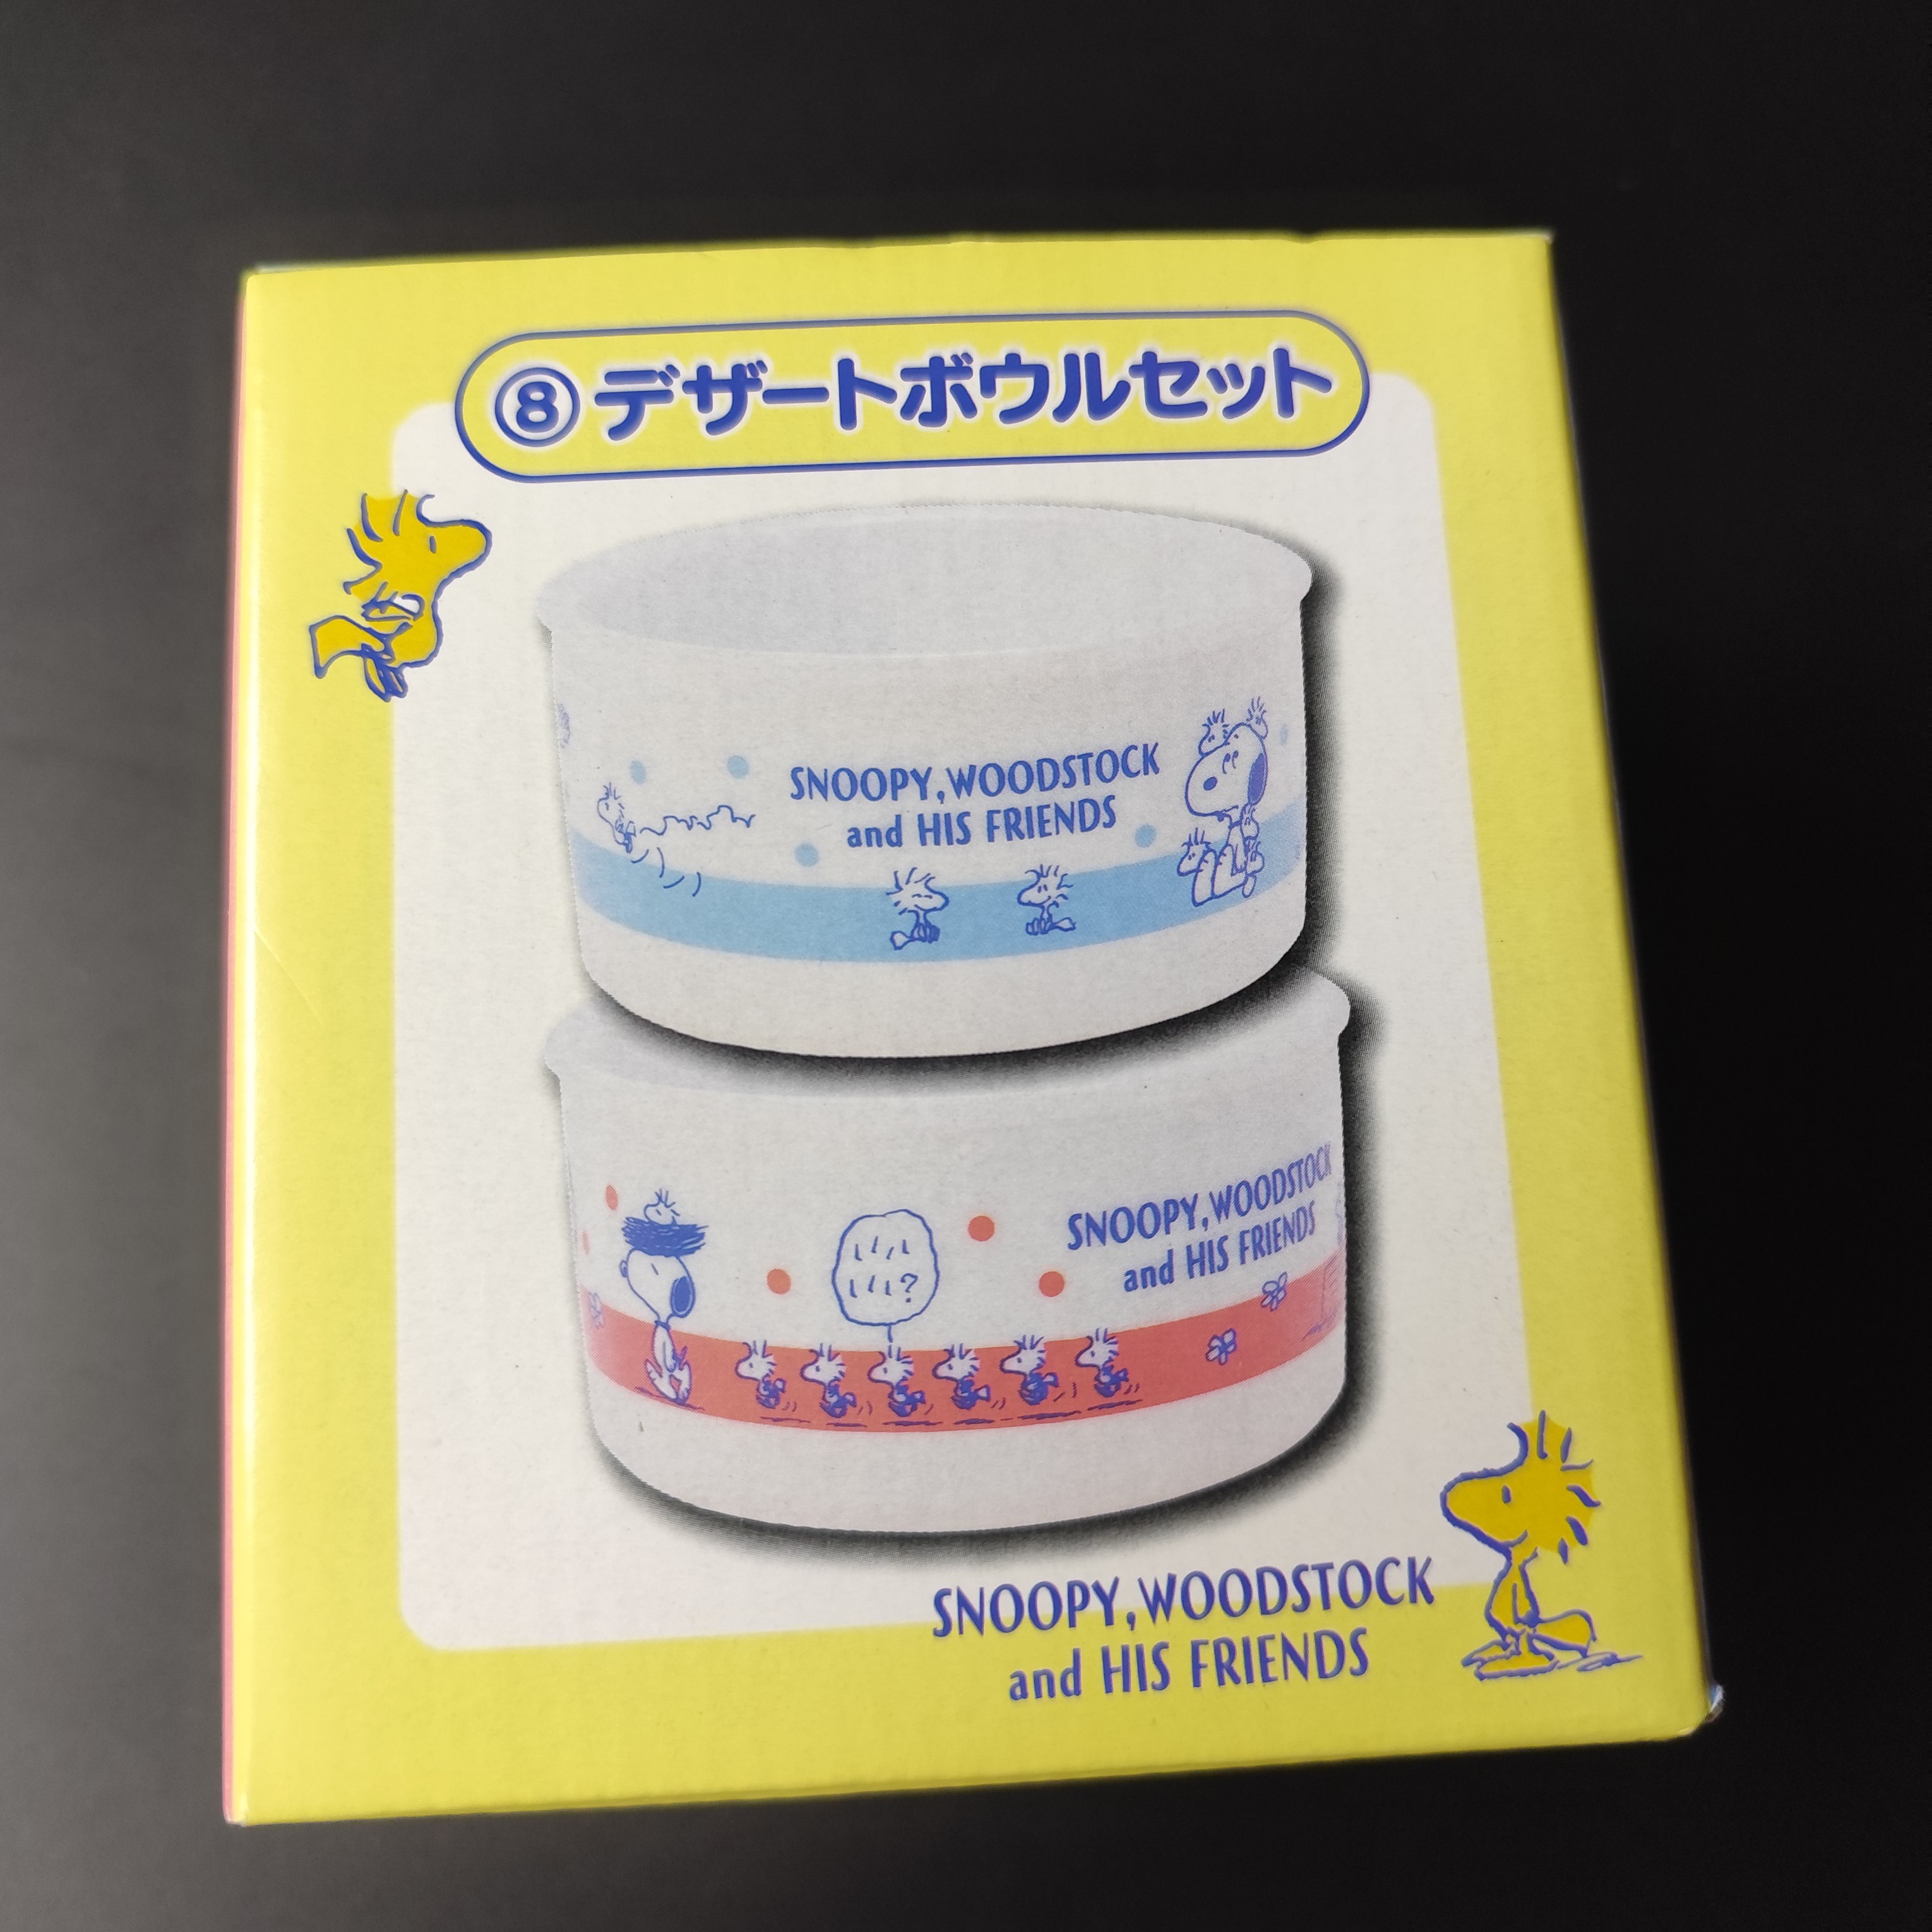 ⑧デザートボウルセット
SNOOPY,WOODSTOCK
and HIS FRIENDS
?
SNOOPY,WOODSTOCK
and HIS FRIENDS
SNOOPY,WOODSTOCK
and HIS FRIENDS